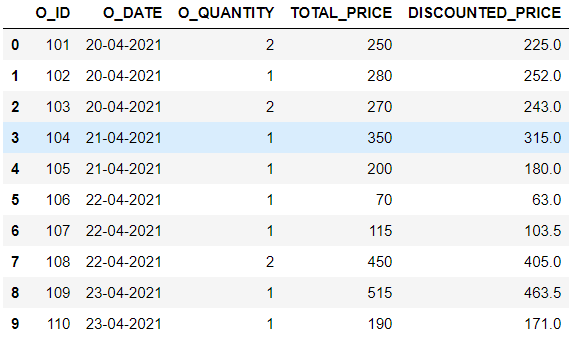 O_ID O_DATE O_QUANTITY TOTAL_PRICE DISCOUNTED_PRICE
0 101 20-04-2021 2 250 225.0
1 102 20-04-2021 1 280 252.0
2 103 20-04-2021 2 270 243.0
3 104 21-04-2021 1 350 315.0
4 105 21-04-2021 1 200 180.0
5 106 22-04-2021 1 70 63.0
6 107 22-04-2021 1 115 103.5
7 108 22-04-2021 2 450 405.0
8 109 23-04-2021 1 515 463.5
9 110 23-04-2021 1 190 171.0